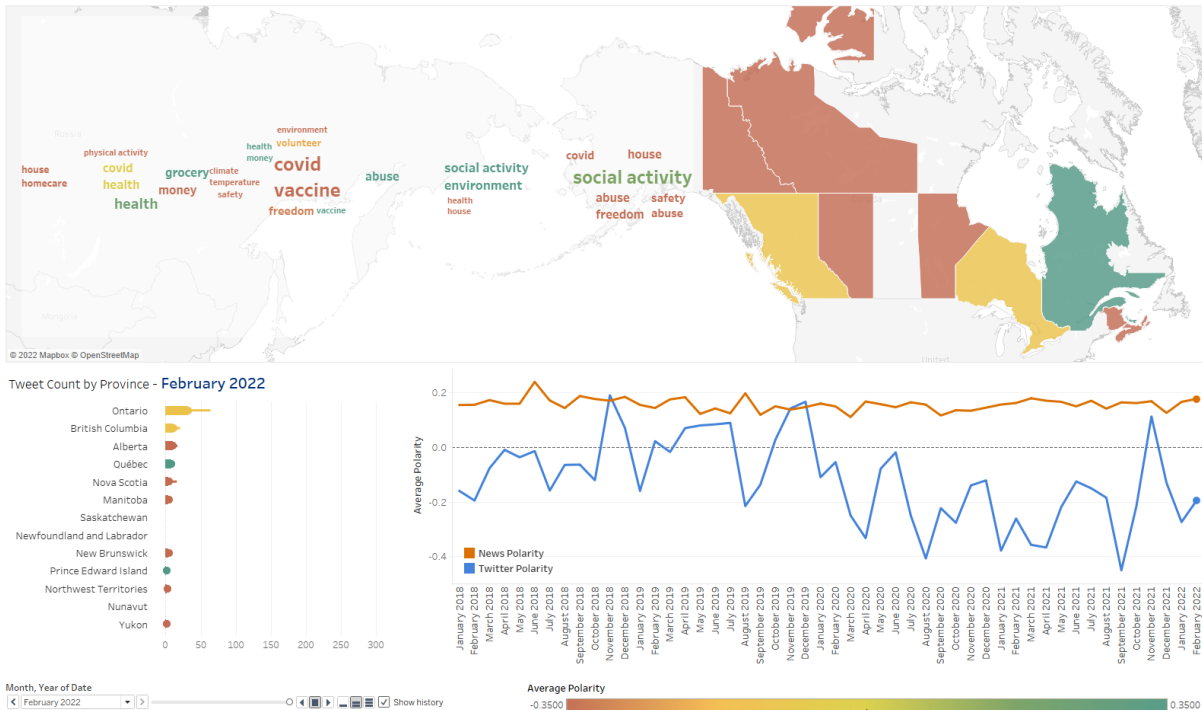 Russia
environment
health
volunteer
physical activity
money
covid
house
covid
house
covid
grocery
climate
abuse
social activity
social activity
homecare
health
money
temperature
vaccine
environment
abuse
safety
health
safety
health
freedom
vaccine
house
freedom
abuse
Mongolia
United
© 2022 Mapbox © OpenStreetMap
Tweet Count by Province - February 2022
Ontario
British Columbia
Alberta
Québec
Nova Scotia
Manitoba
Saskatchewan
Newfoundland and Labrador
New Brunswick
Prince Edward Island
Northwest Territories
Nunavut
Yukon
0 50 100 150 200 250 300
Average Polarity
0.2
0.0
-0.2
-0.4
News Polarity
Twitter Polarity
January 2018
February 2018
March 2018
April 2018
May 2018
June 2018
July 2018
August 2018
September 2018
October 2018
November 2018
December 2018
January 2019
February 2019
March 2019
April 2019
May 2019
June 2019
July 2019
August 2019
September 2019
October 2019
November 2019
December 2019
January 2020
February 2020
March 2020
April 2020
May 2020
June 2020
July 2020
August 2020
September 2020
October 2020
November 2020
December 2020
January 2021
February 2021
March 2021
April 2021
May 2021
June 2021
July 2021
August 2021
September 2021
October 2021
November 2021
December 2021
January 2022
February 2022
Month, Year of Date
February 2022
Show history
Average Polarity
-0.3500 0.3500